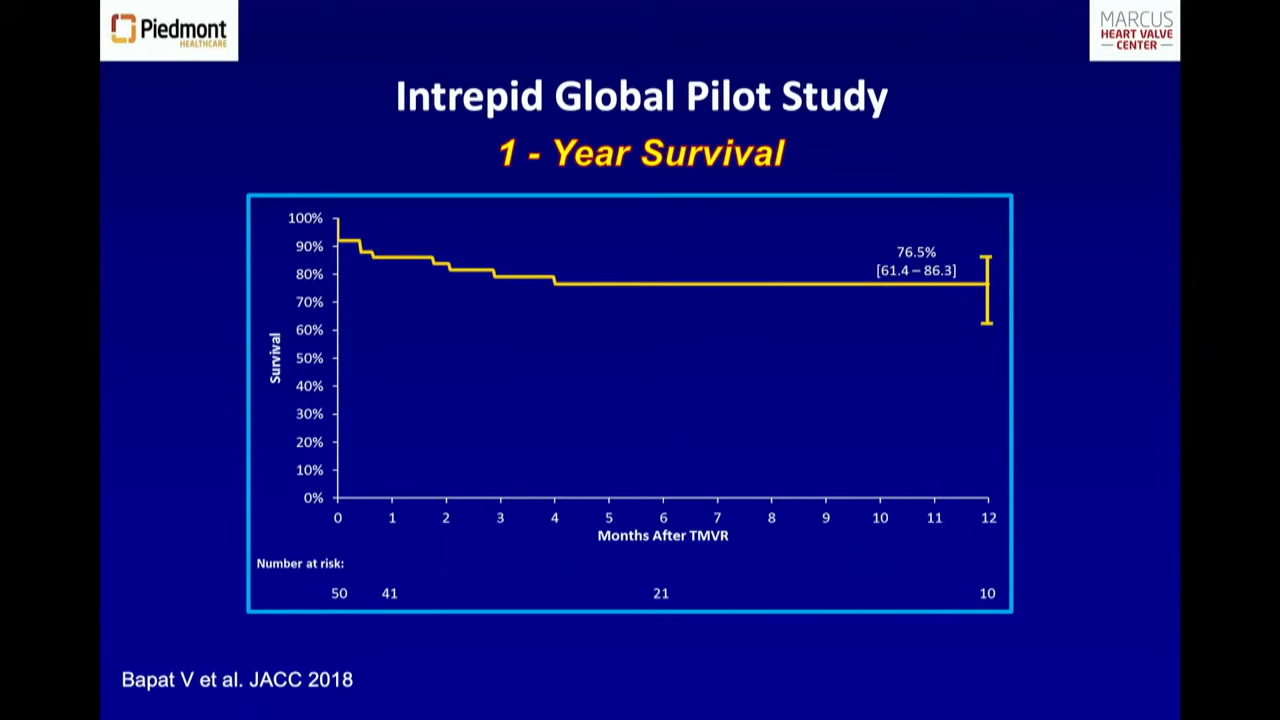 Piedmont
HEALTHCARE
MARCUS
HEART VALVE
CENTER
Intrepid Global Pilot Study
1 - Year Survival
100%
90%
80%
70%
60%
50%
40%
30%
20%
10%
0%
Survival
76.5%
[61.4 – 86.3]
0 1 2 3 4 5 6 7 8 9 10 11 12
Months After TMVR
Number at risk:
50 41 21 10
Bapat V et al. JACC 2018